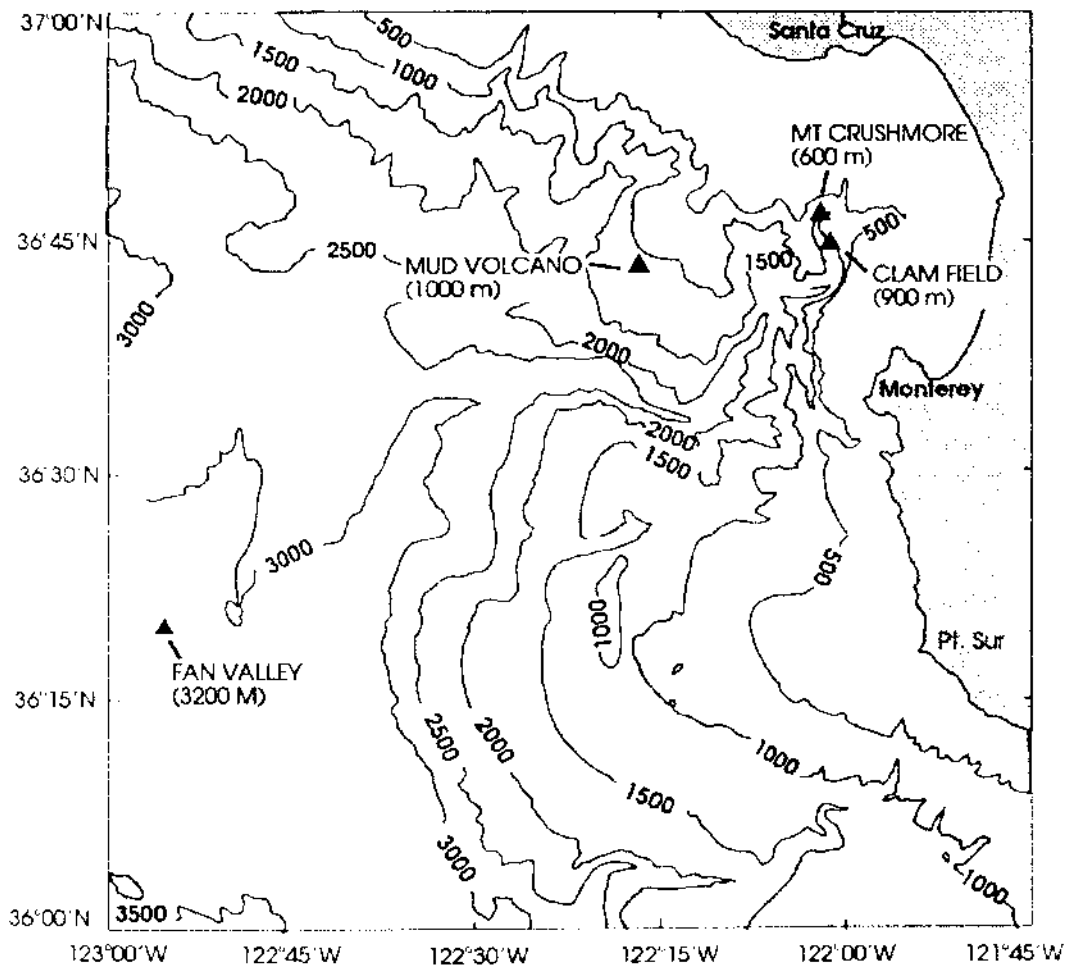 37°00'N
500
1000
1500
2000
Santa Cruz
MT CRUSHMORE
(600 m)
36°45'N
2500
MUD VOLCANO
(1000 m)
1500
500
CLAM FIELD
(900 m)
3000
2000
Monterey
2000
1500
36°30'N
3000
500
1000
Pt. Sur
FAN VALLEY
(3200 M)
36°15'N
2500
2000
1000
1500
3000
1000
36°00'N
3500
123°00'W
122°45'W
122°30'W
122°15'W
122°00'W
121°45'W